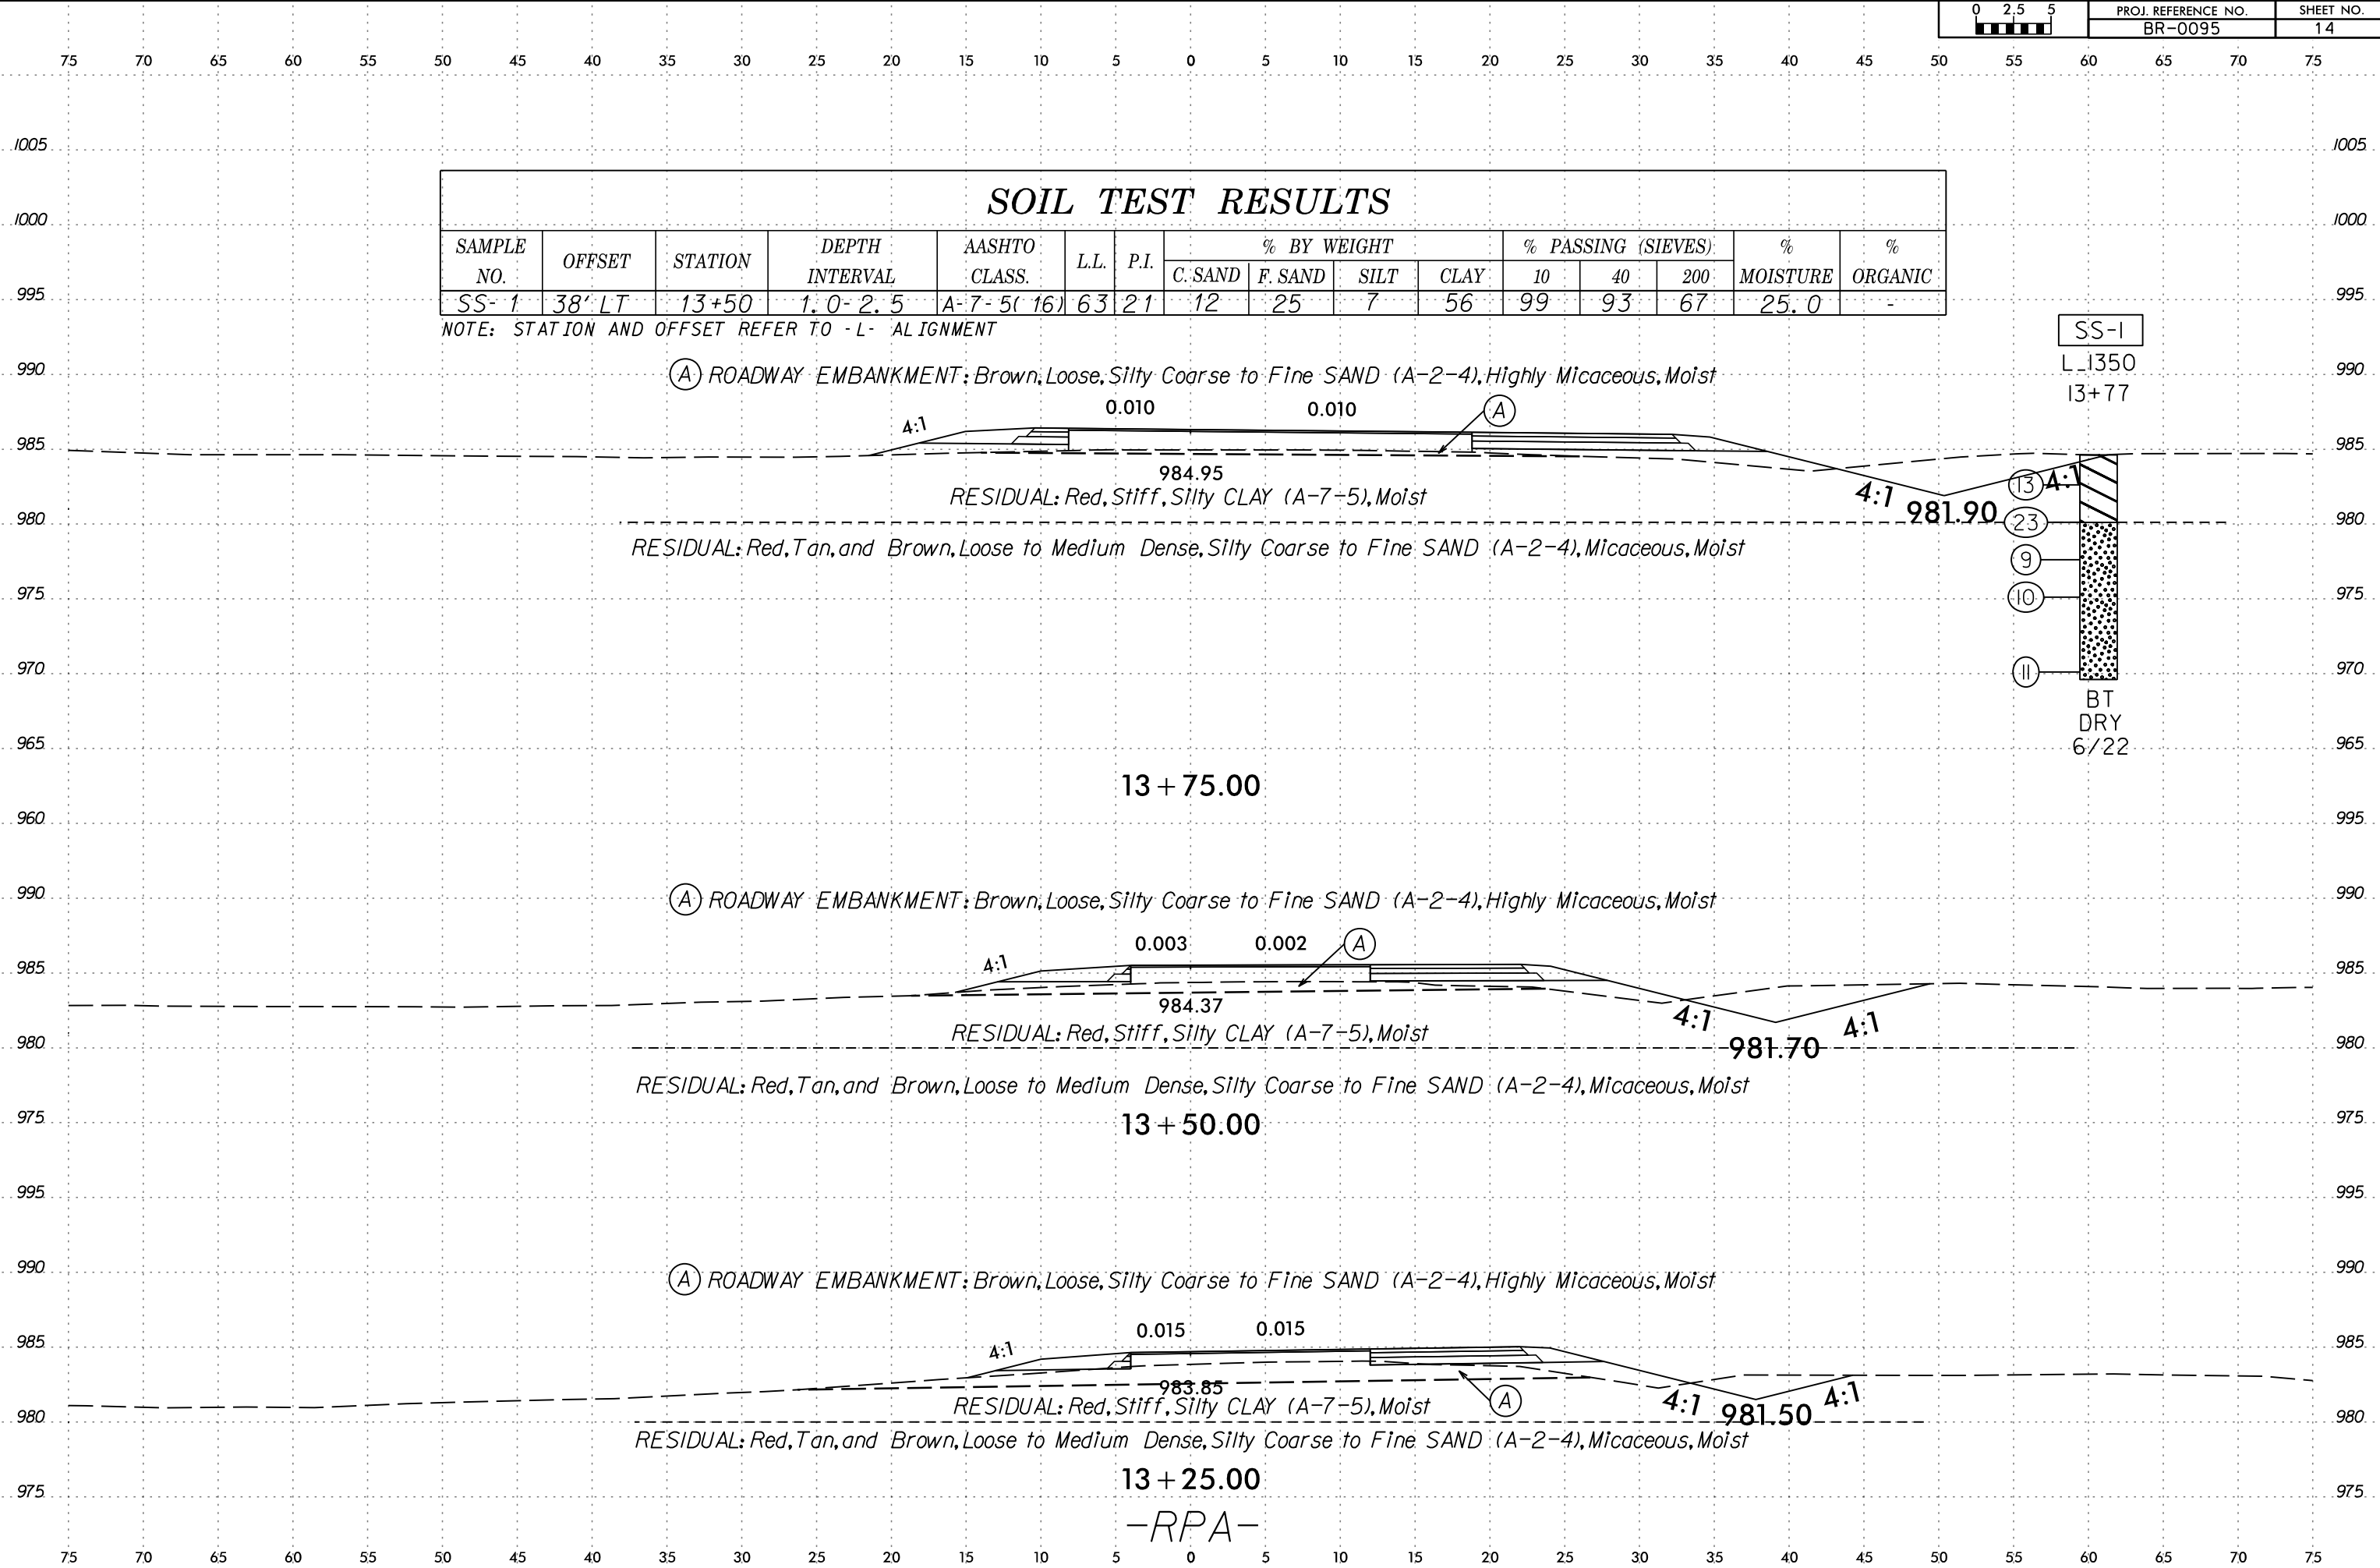 0 2.5 5 PROJ. REFERENCE NO. SHEET NO.
BR-0095 14
75 70 65 60 55 50 45 40 35 30 25 20 15 10 5 0 5 10 15 20 25 30 35 40 45 50 55 60 65 70 75
1005 1005
1000 1000
995 995
SOIL TEST RESULTS
SAMPLE NO. OFFSET STATION DEPTH INTERVAL AASHTO CLASS. L.L. P.I. % BY WEIGHT % PASSING (SIEVES) % MOISTURE % ORGANIC
C. SAND F. SAND SILT CLAY 10 40 200
SS-1 38' LT 13+50 1.0-2.5 A-7-5(16) 63 21 12 25 7 56 99 93 67 25.0 -
NOTE: STATION AND OFFSET REFER TO -L- ALIGNMENT
SS-1
L_1350
13+77
990 990
A ROADWAY EMBANKMENT: Brown, Loose, Silty Coarse to Fine SAND (A-2-4), Highly Micaceous, Moist
0.010 0.010 A
4:1
985 985
984.95
RESIDUAL: Red, Stiff, Silty CLAY (A-7-5), Moist
4:1 981.90 13 4:1
980 23 980
RESIDUAL: Red, Tan, and Brown, Loose to Medium Dense, Silty Coarse to Fine SAND (A-2-4), Micaceous, Moist
9
975 10 975
970 11 970
BT
DRY
6/22
965 965
13+75.00
960 995
990 990
A ROADWAY EMBANKMENT: Brown, Loose, Silty Coarse to Fine SAND (A-2-4), Highly Micaceous, Moist
0.003 0.002 A
4:1
985 985
984.37
RESIDUAL: Red, Stiff, Silty CLAY (A-7-5), Moist
4:1 4:1
980 981.70 980
RESIDUAL: Red, Tan, and Brown, Loose to Medium Dense, Silty Coarse to Fine SAND (A-2-4), Micaceous, Moist
975 975
13+50.00
995 995
990 990
A ROADWAY EMBANKMENT: Brown, Loose, Silty Coarse to Fine SAND (A-2-4), Highly Micaceous, Moist
0.015 0.015
985 4:1 985
983.85
RESIDUAL: Red, Stiff, Silty CLAY (A-7-5), Moist A
4:1 981.50 4:1
980 980
RESIDUAL: Red, Tan, and Brown, Loose to Medium Dense, Silty Coarse to Fine SAND (A-2-4), Micaceous, Moist
13+25.00
975 975
-RPA-
75 70 65 60 55 50 45 40 35 30 25 20 15 10 5 0 5 10 15 20 25 30 35 40 45 50 55 60 65 70 75